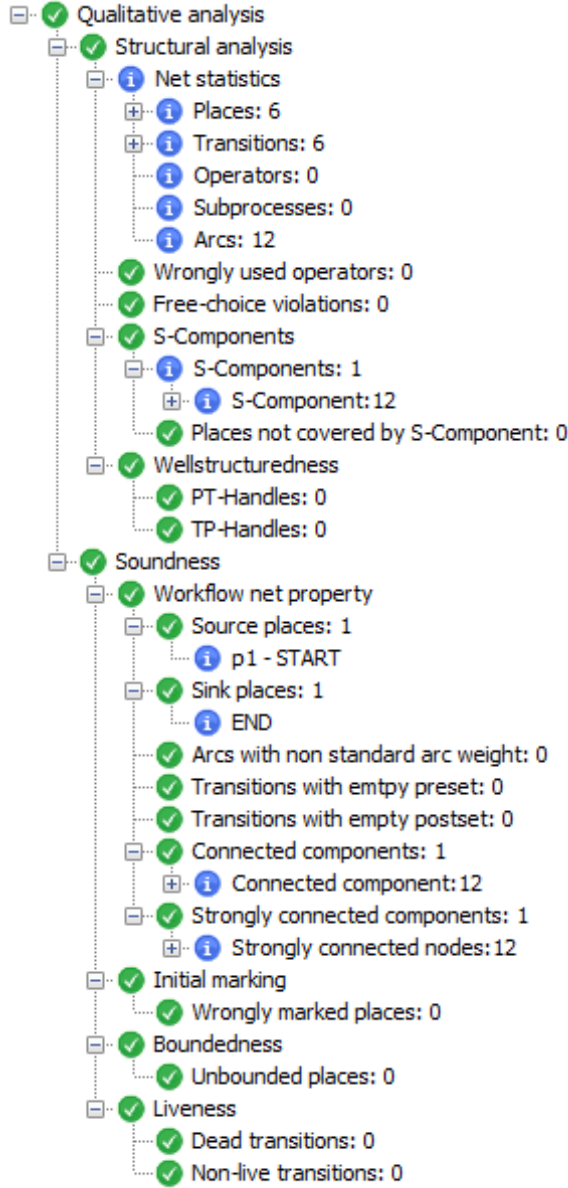 Qualitative analysis
Structural analysis
Net statistics
Places: 6
Transitions: 6
Operators: 0
Subprocesses: 0
Arcs: 12
Wrongly used operators: 0
Free-choice violations: 0
S-Components
S-Components: 1
S-Component:12
Places not covered by S-Component: 0
Wellstructuredness
PT-Handles: 0
TP-Handles: 0
Soundness
Workflow net property
Source places: 1
p1 - START
Sink places: 1
END
Arcs with non standard arc weight: 0
Transitions with emtpy preset: 0
Transitions with empty postset: 0
Connected components: 1
Connected component:12
Strongly connected components: 1
Strongly connected nodes:12
Initial marking
Wrongly marked places: 0
Boundedness
Unbounded places: 0
Liveness
Dead transitions: 0
Non-live transitions: 0